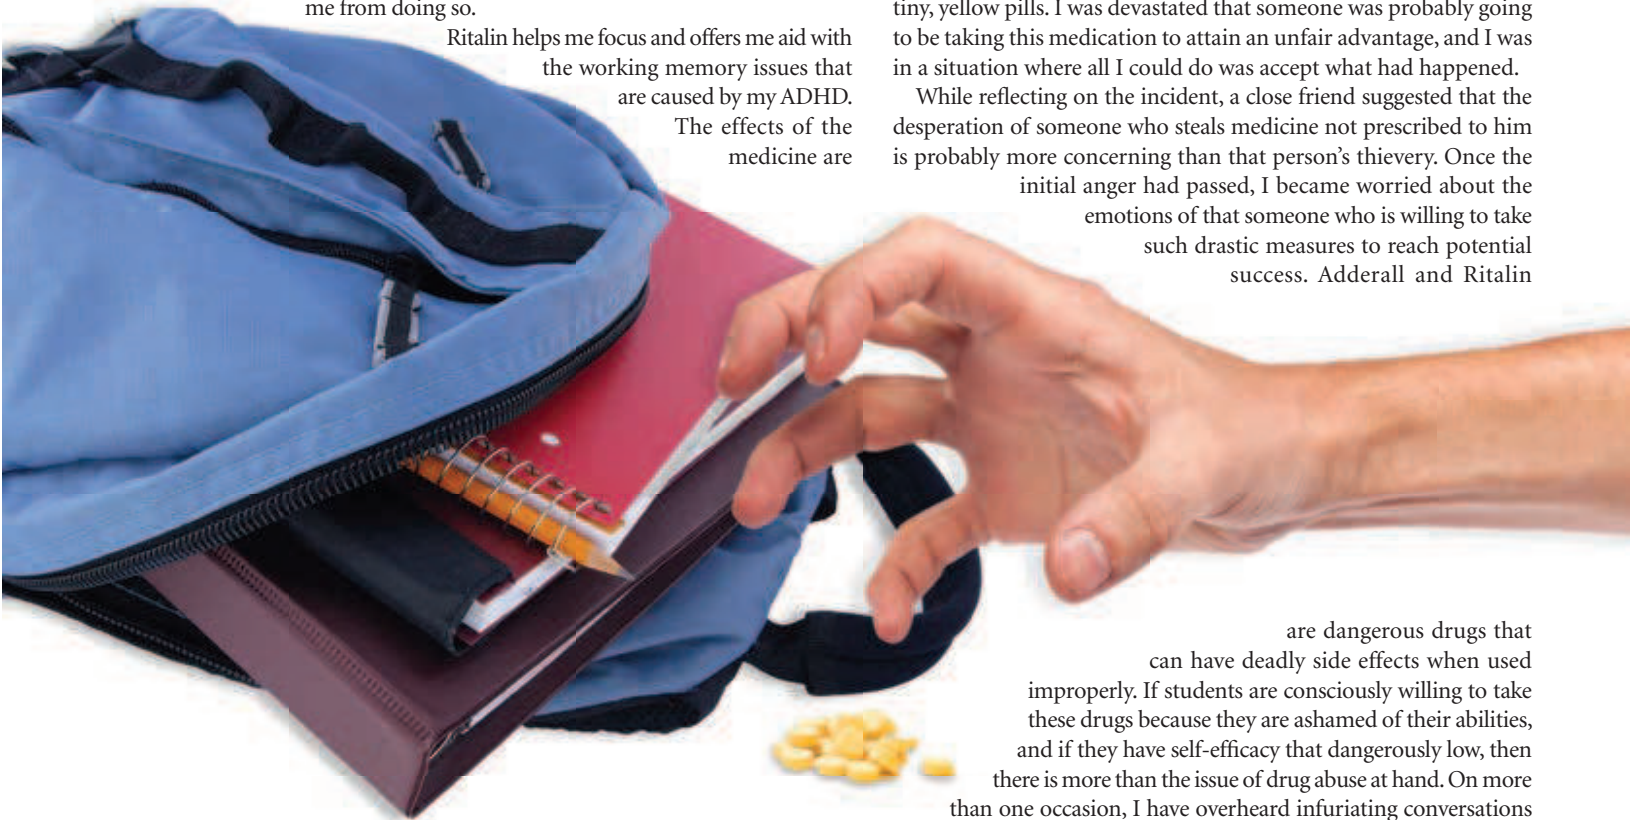 me from doing so.
Ritalin helps me focus and offers me aid with
the working memory issues that
are caused by my ADHD.
The effects of the
medicine are
tiny, yellow pills. I was devastated that someone was probably going
to be taking this medication to attain an unfair advantage, and I was
in a situation where all I could do was accept what had happened.
While reflecting on the incident, a close friend suggested that the
desperation of someone who steals medicine not prescribed to him
is probably more concerning than that person’s thievery. Once the
initial anger had passed, I became worried about the
emotions of that someone who is willing to take
such drastic measures to reach potential
success. Adderall and Ritalin
are dangerous drugs that
can have deadly side effects when used
improperly. If students are consciously willing to take
these drugs because they are ashamed of their abilities,
and if they have self-efficacy that dangerously low, then
there is more than the issue of drug abuse at hand. On more
than one occasion, I have overheard infuriating conversations